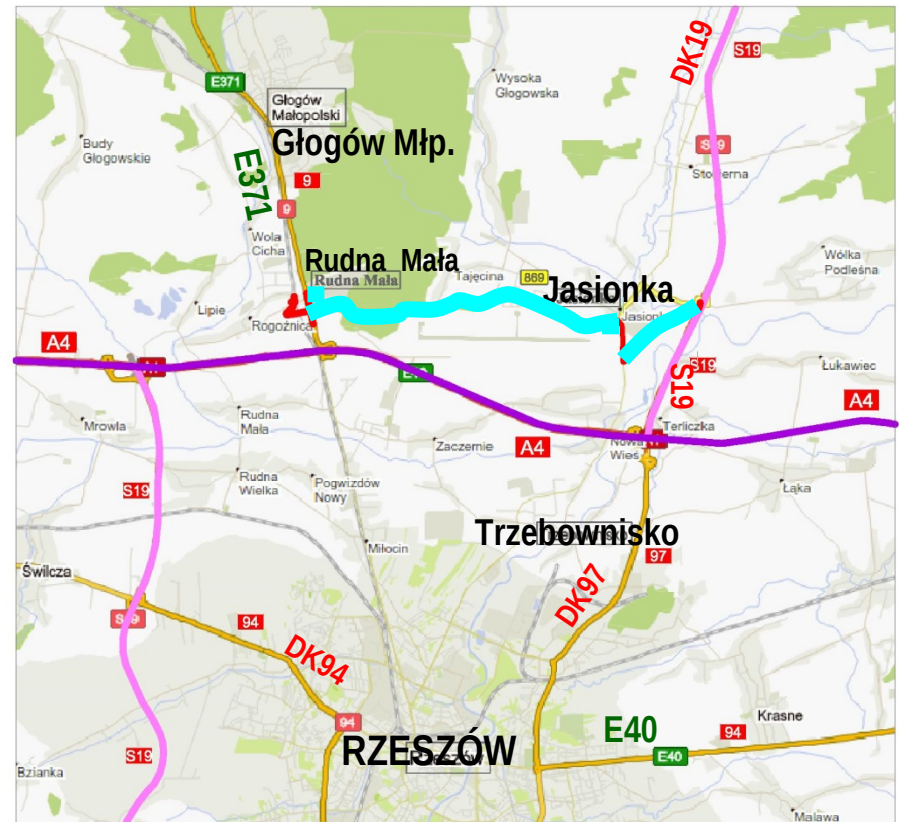 DK19
S19
E371
Wysoka
Głogowska
Głogów
Małopolski
Głogów Młp.
Budy
Głogowskie
E371
9
9
S19
Stobierna
Wola
Cicha
Rudna Mała
Rudna Mała
Tajęcina
869
Jasionka
Wólka
Podleśna
Lipie
Rogoźnica
Jasionka
A4
A4
E40
S19
S19
Łukawiec
A4
Mrowla
Rudna
Mała
Zaczernie
A4
Nowa
Wieś
Terliczka
S19
Rudna
Wielka
Pogwizdów
Nowy
Łąka
Trzebownisko
Miłocin
97
Świlcza
DK97
S19
94
DK94
94
RZESZÓW
Rzeszów
E40
94
Krasne
S19
E40
Bzianka
Malawa